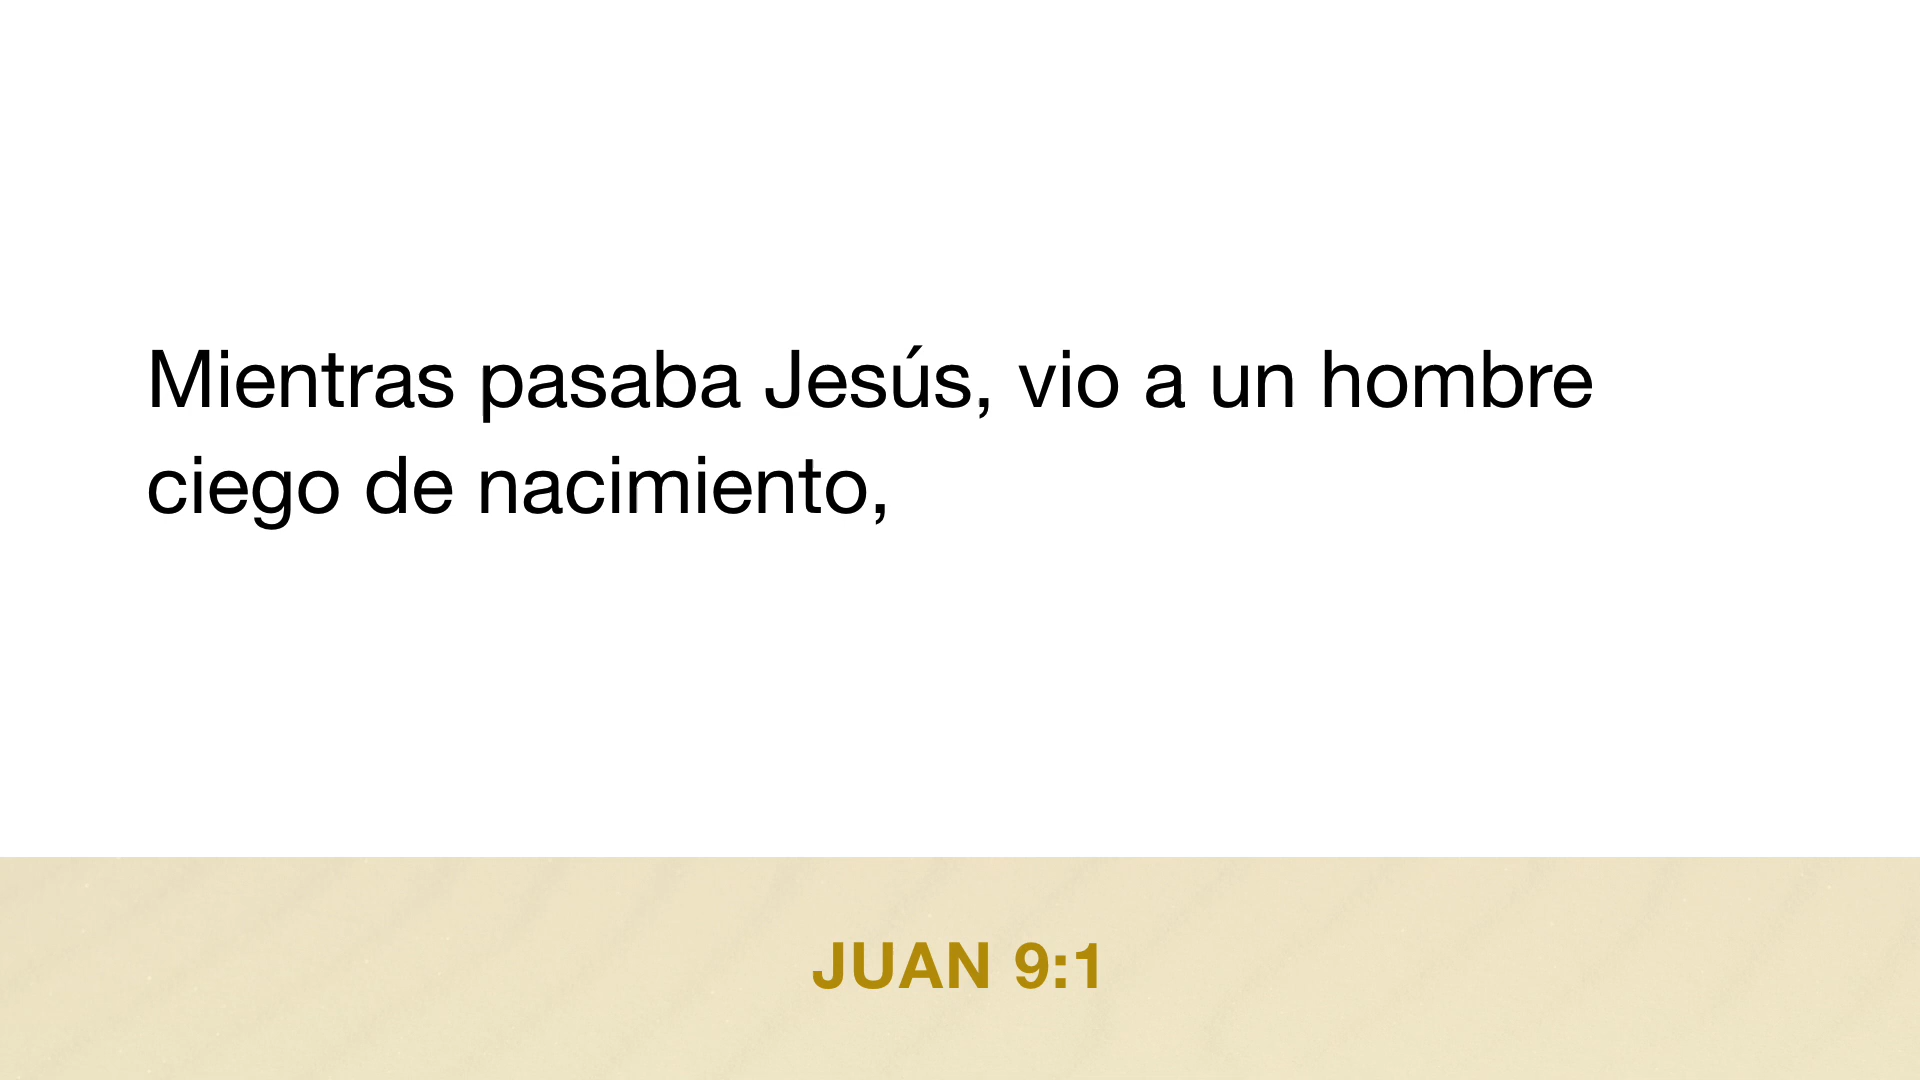 Mientras pasaba Jesús, vio a un hombre
ciego de nacimiento,
JUAN 9:1